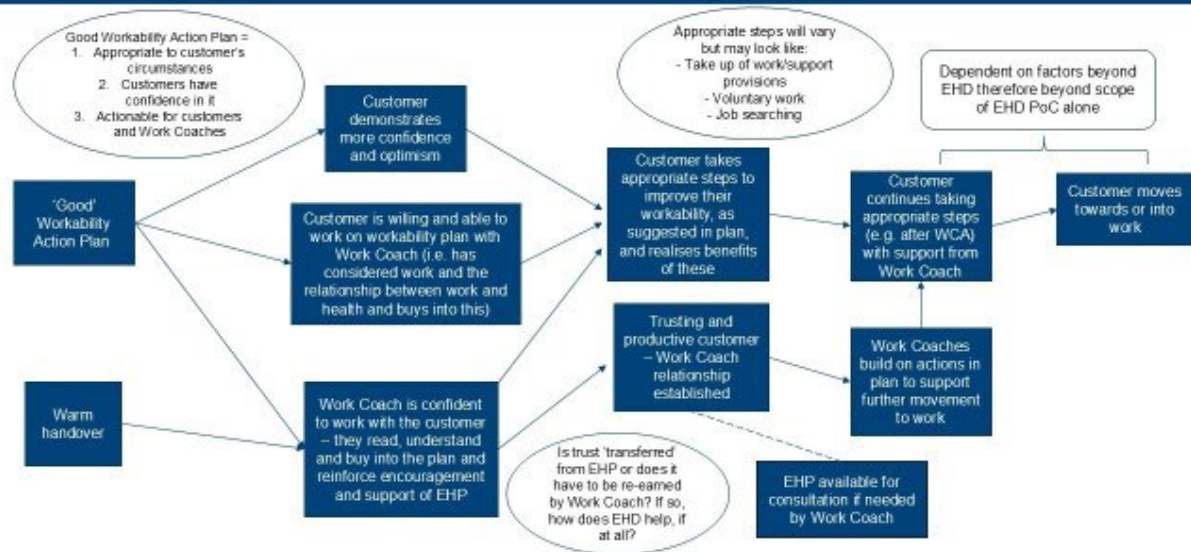 Good Workability Action Plan =
1. Appropriate to customer's
circumstances
2. Customers have
confidence in it
3. Actionable for customers
and Work Coaches
Appropriate steps will vary
but may look like:
- Take up of work/support
provisions
- Voluntary work
- Job searching
Dependent on factors beyond
EHD therefore beyond scope
of EHD PoC alone
Customer
demonstrates
more confidence
and optimism
'Good'
Workability
Action Plan
Customer is willing and able to
work on workability plan with
Work Coach (i.e. has
considered work and the
relationship between work and
health and buys into this)
Customer takes
appropriate steps to
improve their
workability, as
suggested in plan,
and realises benefits
of these
Customer
continues taking
appropriate steps
(e.g. after WCA)
with support from
Work Coach
Customer moves
towards or into
work
Warm
handover
Work Coach is confident
to work with the customer
– they read, understand
and buy into the plan and
reinforce encouragement
and support of EHP
Trusting and
productive customer
– Work Coach
relationship
established
Work Coaches
build on actions in
plan to support
further movement
to work
Is trust 'transferred'
from EHP or does it
have to be re-earned
by Work Coach? If so,
how does EHD help, if
at all?
EHP available for
consultation if needed
by Work Coach